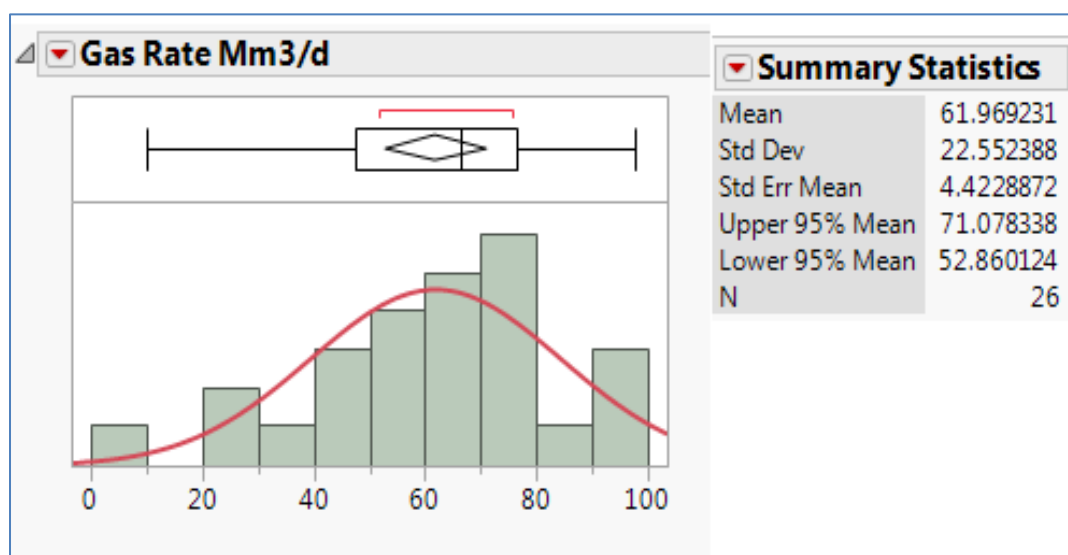 Gas Rate Mm3/d
0 20 40 60 80 100
Summary Statistics
Mean 61.969231
Std Dev 22.552388
Std Err Mean 4.4228872
Upper 95% Mean 71.078338
Lower 95% Mean 52.860124
N 26